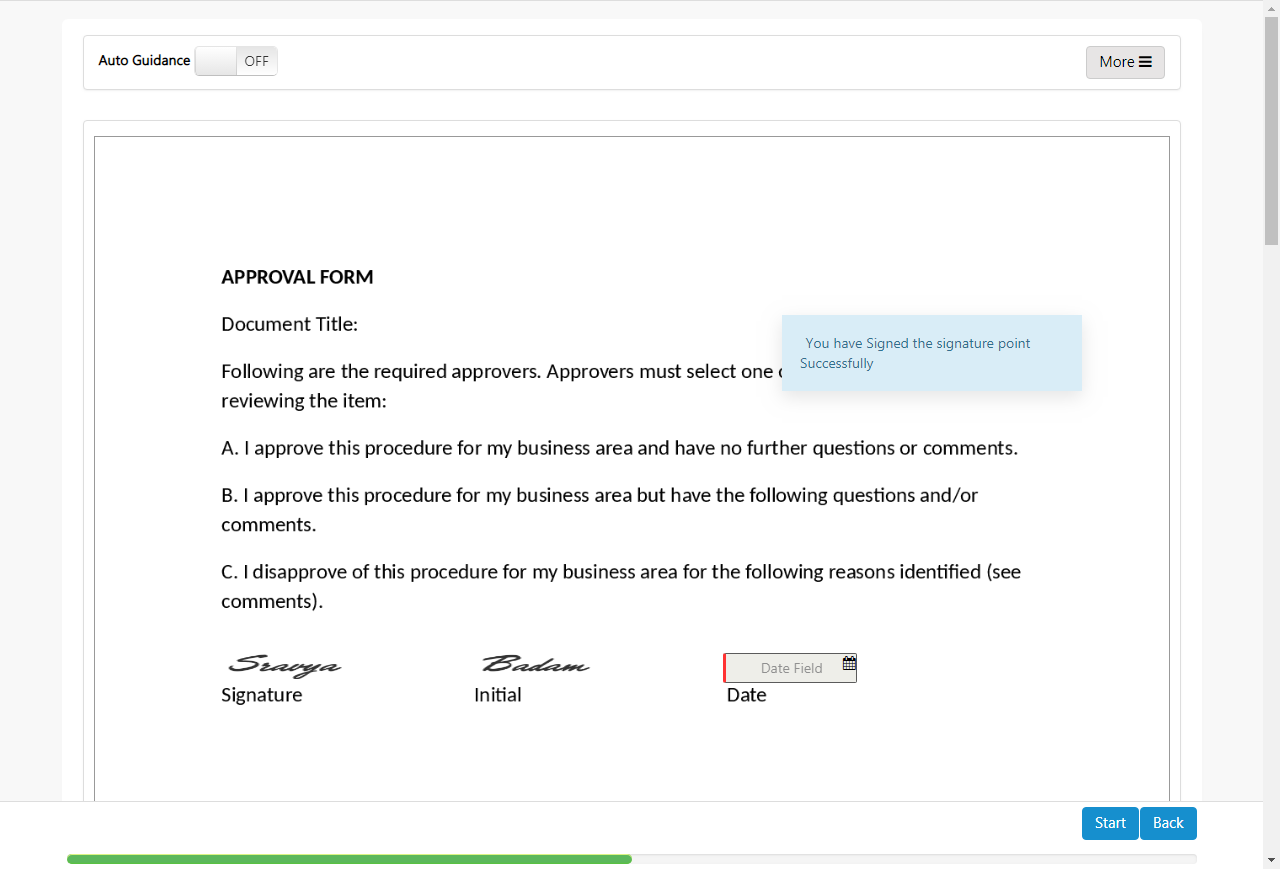 Auto Guidance OFF More
APPROVAL FORM
Document Title:
You have Signed the signature point
Successfully
Following are the required approvers. Approvers must select one
reviewing the item:
A. I approve this procedure for my business area and have no further questions or comments.
B. I approve this procedure for my business area but have the following questions and/or
comments.
C. I disapprove of this procedure for my business area for the following reasons identified (see
comments).
Sravya Badam Date Field
Signature Initial Date
Start Back